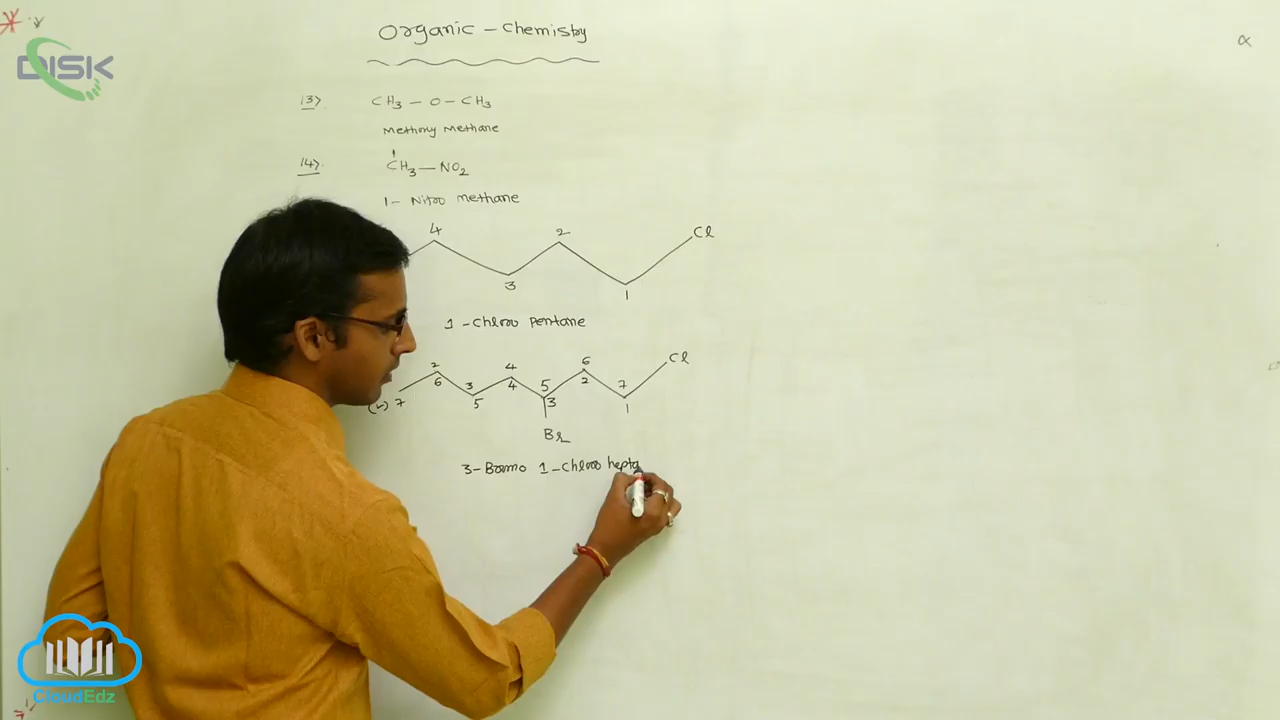 Organic - Chemistry
α
DISK
13> CH3 - O - CH3
Methoxy Methane
1
14> CH3 - NO2
1 - Nitro methane
4 2 Cl
3 1
1 - chloro pentane
2 4 6 Cl
6 3 4 5 2 7
(✓) 7 5 3 1
Br
3 - Bromo 1 - chloro hepta
CloudEdz